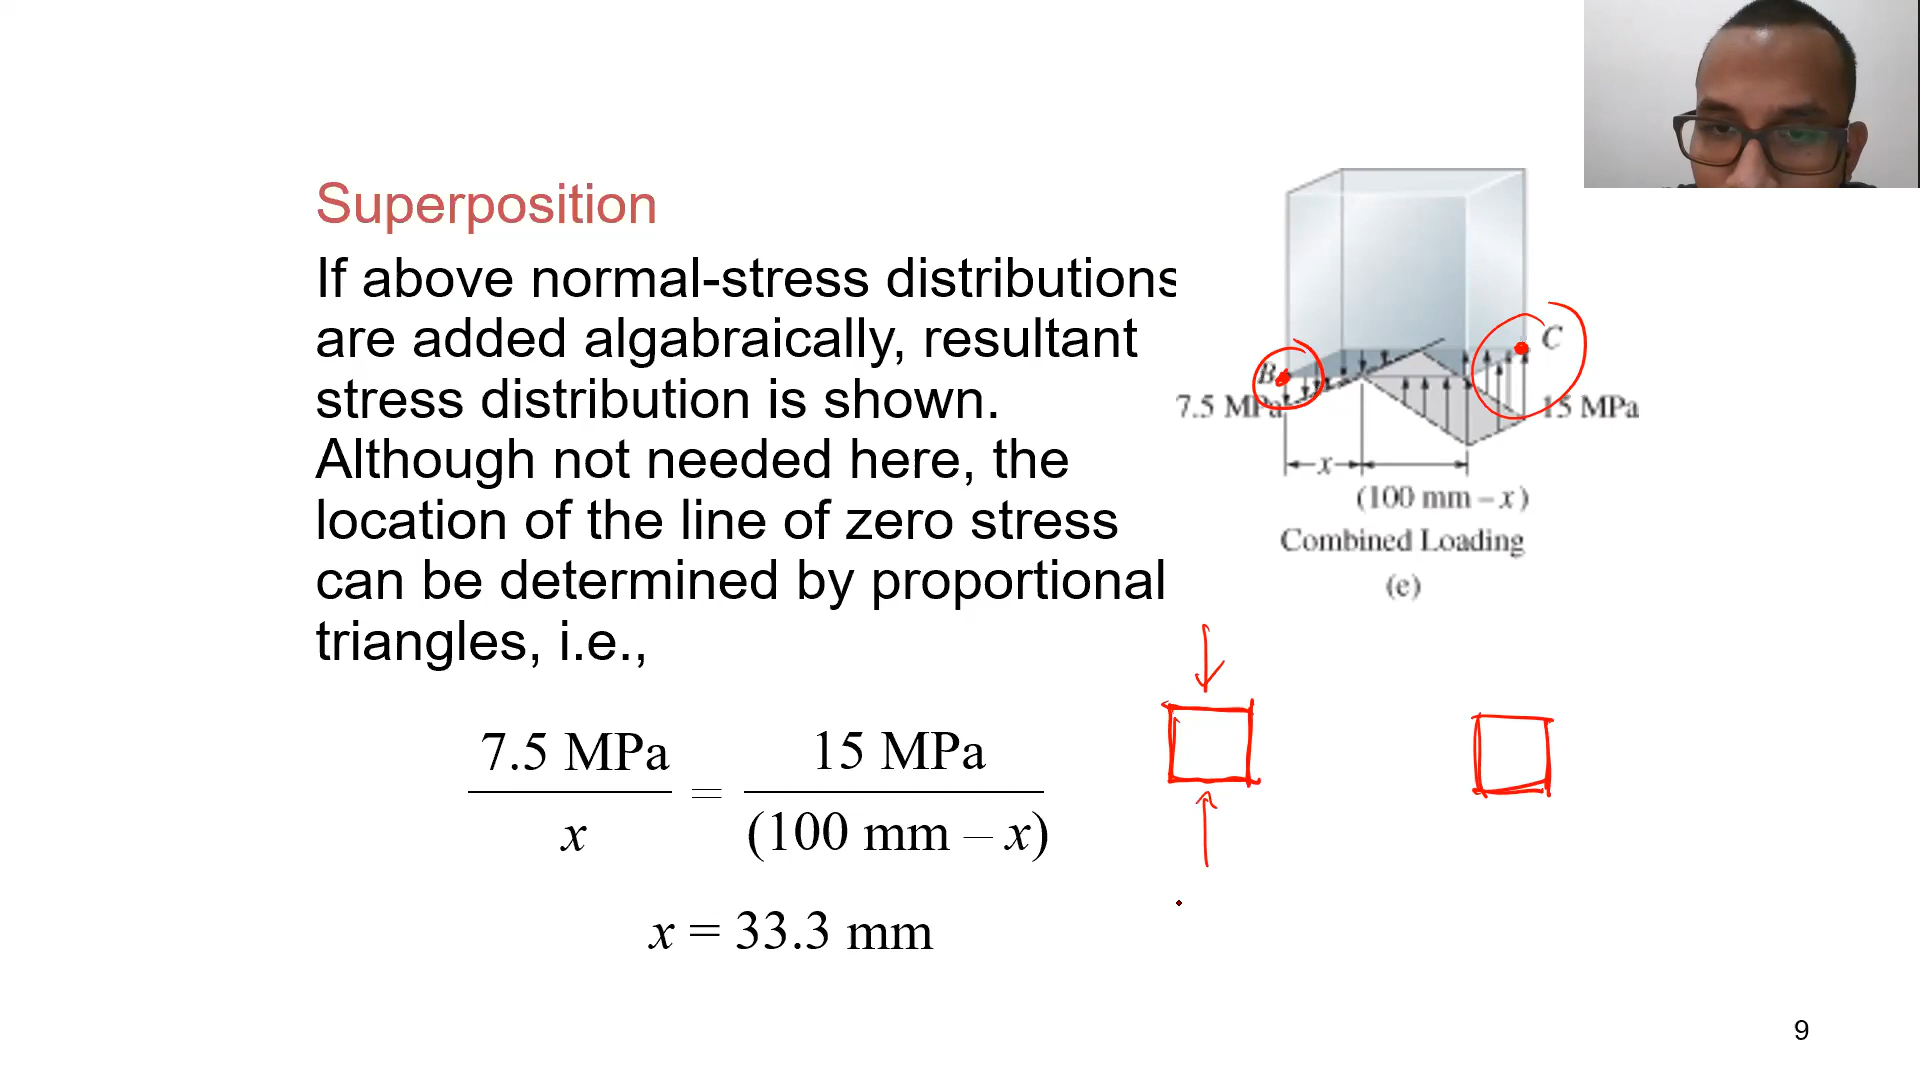 Superposition
If above normal-stress distributions
are added algabraically, resultant
stress distribution is shown.
Although not needed here, the
location of the line of zero stress
can be determined by proportional
triangles, i.e.,
7.5 MPa / x = 15 MPa / (100 mm – x)
x = 33.3 mm
C
B
7.5 MPa
15 MPa
x
(100 mm – x)
Combined Loading
(e)
9